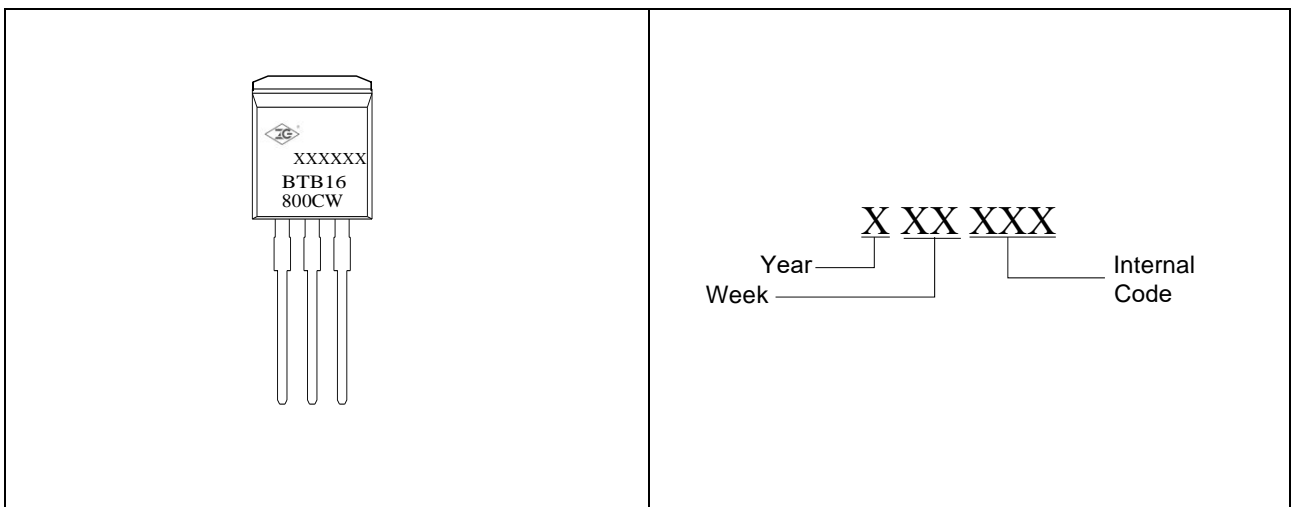 XXXXXX
BTB16
800CW
X XX XXX
Year
Week
Internal
Code